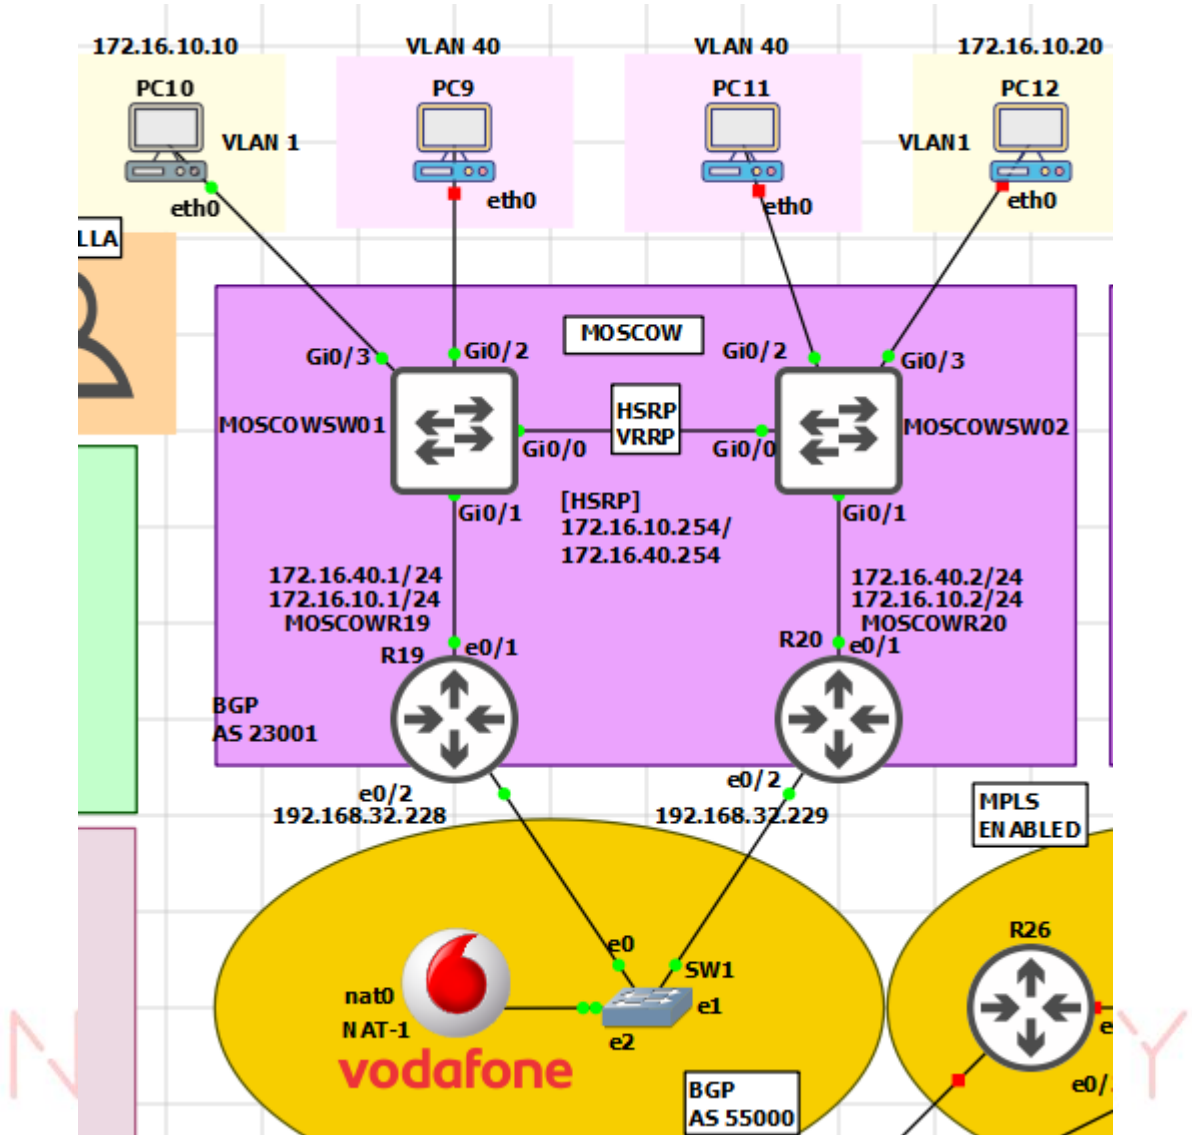 172.16.10.10
VLAN 40
VLAN 40
172.16.10.20
PC10
PC9
PC11
PC12
VLAN 1
VLAN1
eth0
eth0
eth0
eth0
LLA
MOSCOW
Gi0/3
Gi0/2
Gi0/2
Gi0/3
MOSCOWSW01
HSRP
VRRP
MOSCOWSW02
Gi0/0
Gi0/0
Gi0/1
[HSRP]
172.16.10.254/
172.16.40.254
Gi0/1
172.16.40.1/24
172.16.10.1/24
MOSCOWR19
172.16.40.2/24
172.16.10.2/24
MOSCOWR20
R19
e0/1
R20
e0/1
BGP
AS 23001
e0/2
192.168.32.228
e0/2
192.168.32.229
MPLS
ENABLED
R26
e0
SW1
nat0
NAT-1
e1
e2
vodafone
BGP
AS 55000
e
e0/
N
Y